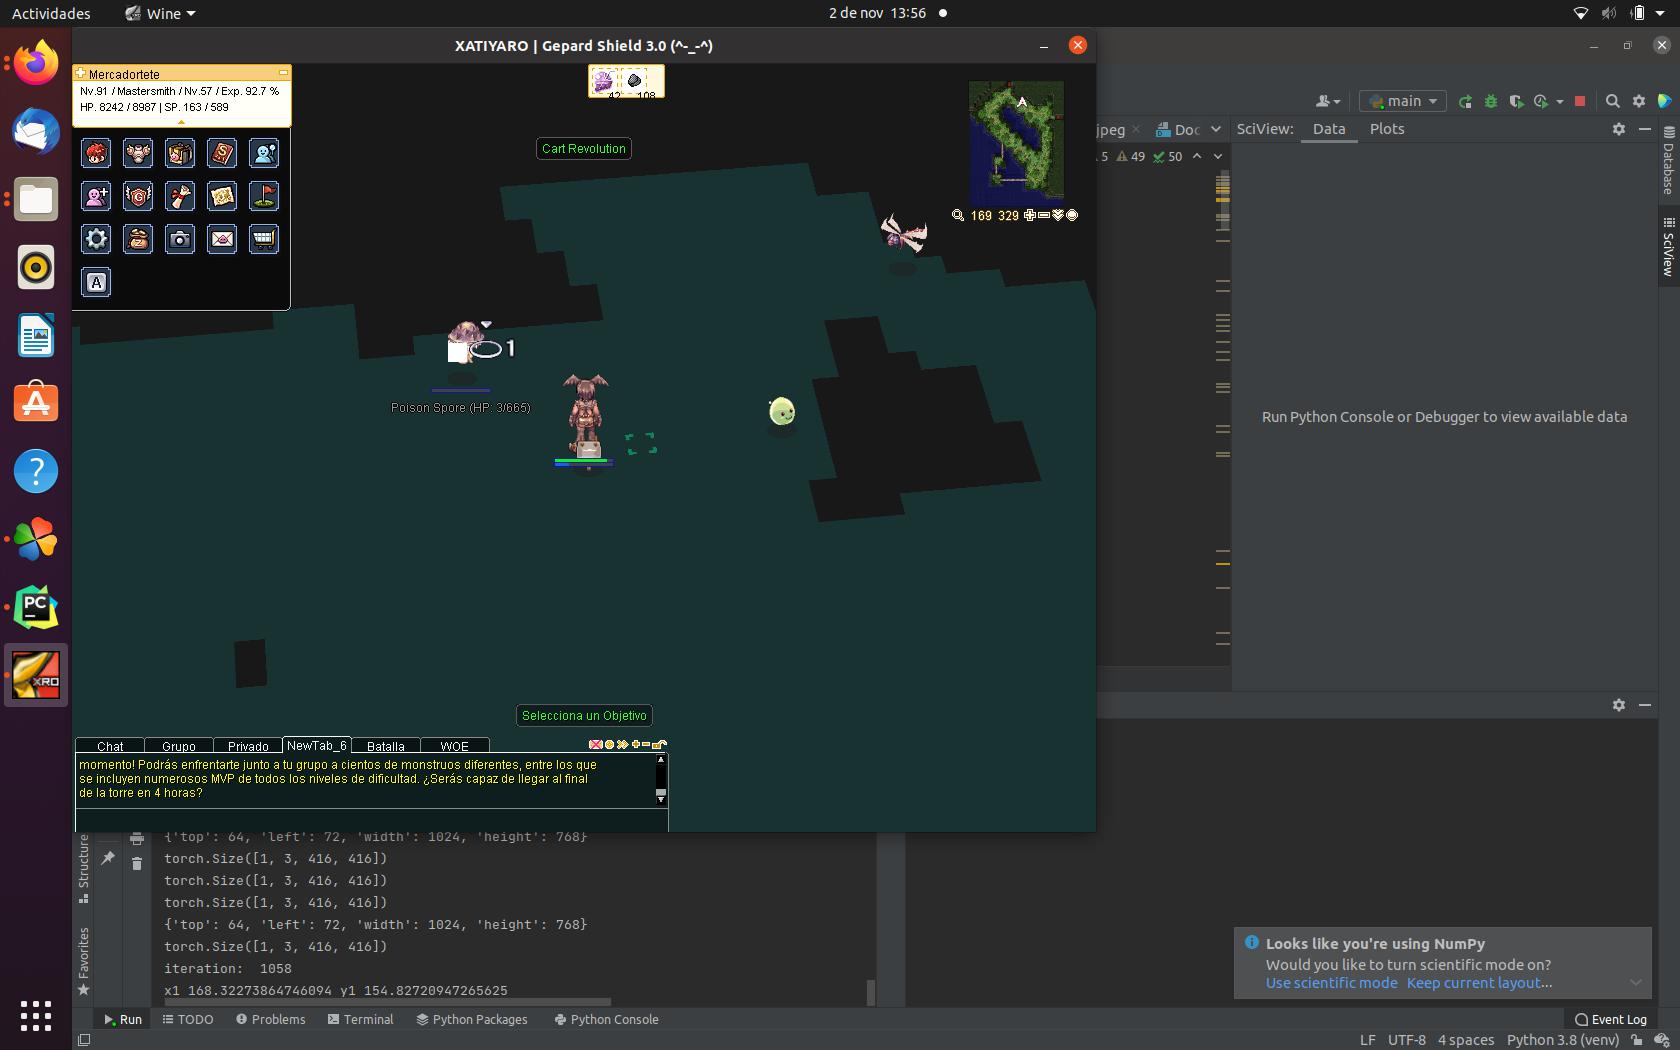 Actividades
Wine
2 de nov 13:56
XATIYARO | Gepard Shield 3.0 (^-_-^)
Mercadortete
Nv.91 / Mastersmith / Nv.57 / Exp. 92.7 %
HP. 8242 / 8987 | SP. 163 / 589
42 108
Cart Revolution
169 329
1
Poison Spore (HP: 3/665)
Selecciona un Objetivo
Chat Grupo Privado NewTab_6 Batalla WOE
momento! Podrás enfrentarte junto a tu grupo a cientos de monstruos diferentes, entre los que
se incluyen numerosos MVP de todos los niveles de dificultad. ¿Serás capaz de llegar al final
de la torre en 4 horas?
main
jpeg
Doc
SciView: Data Plots
5 49 50
Database
SciView
Run Python Console or Debugger to view available data
Structure
Favorites
{'top': 64, 'left': 72, 'width': 1024, 'height': 768}
torch.Size([1, 3, 416, 416])
torch.Size([1, 3, 416, 416])
torch.Size([1, 3, 416, 416])
{'top': 64, 'left': 72, 'width': 1024, 'height': 768}
torch.Size([1, 3, 416, 416])
iteration: 1058
x1 168.32273864746094 y1 154.82720947265625
Looks like you're using NumPy
Would you like to turn scientific mode on?
Use scientific mode Keep current layout...
Run TODO Problems Terminal Python Packages Python Console
Event Log
LF UTF-8 4 spaces Python 3.8 (venv)
PC
XRO